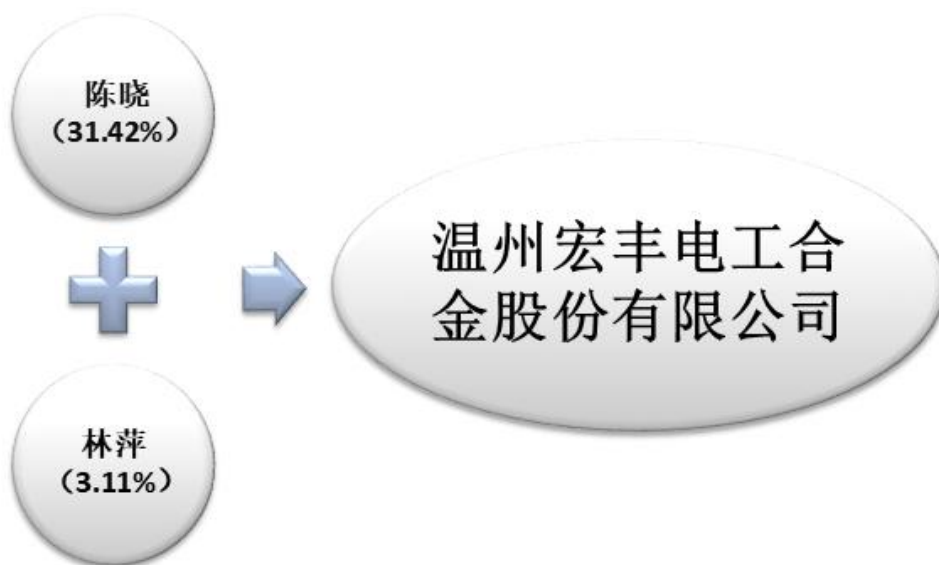 陈晓
（31.42%）
林萍
（3.11%）
温州宏丰电工合
金股份有限公司